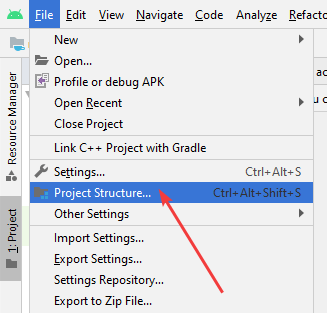 File Edit View Navigate Code Analyze Refacto
New
Open...
Profile or debug APK
Open Recent
Close Project
Link C++ Project with Gradle
Settings... Ctrl+Alt+S
Project Structure... Ctrl+Alt+Shift+S
Other Settings
Import Settings...
Export Settings...
Settings Repository...
Export to Zip File...
Resource Manager
1: Project
ac
u c